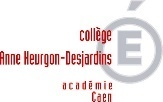 collège
Anne Heurgon-Desjardins
É
académie
Caen